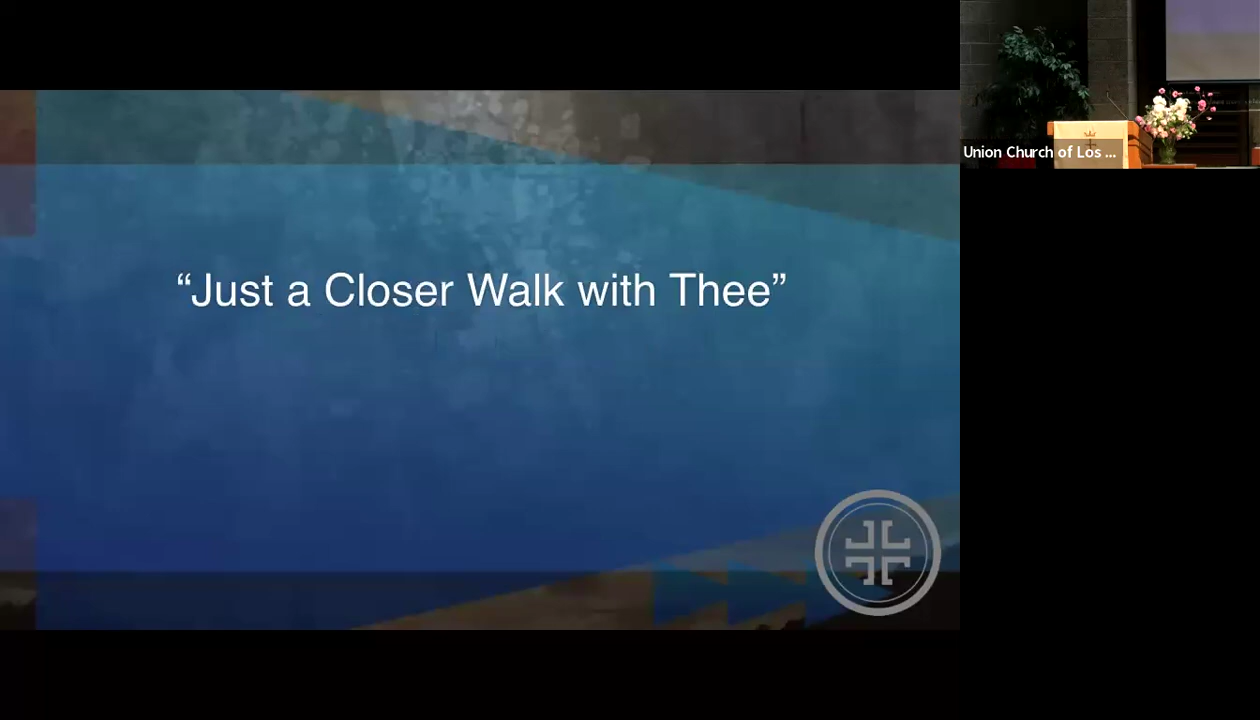 “Just a Closer Walk with Thee”
Union Church of Los ...